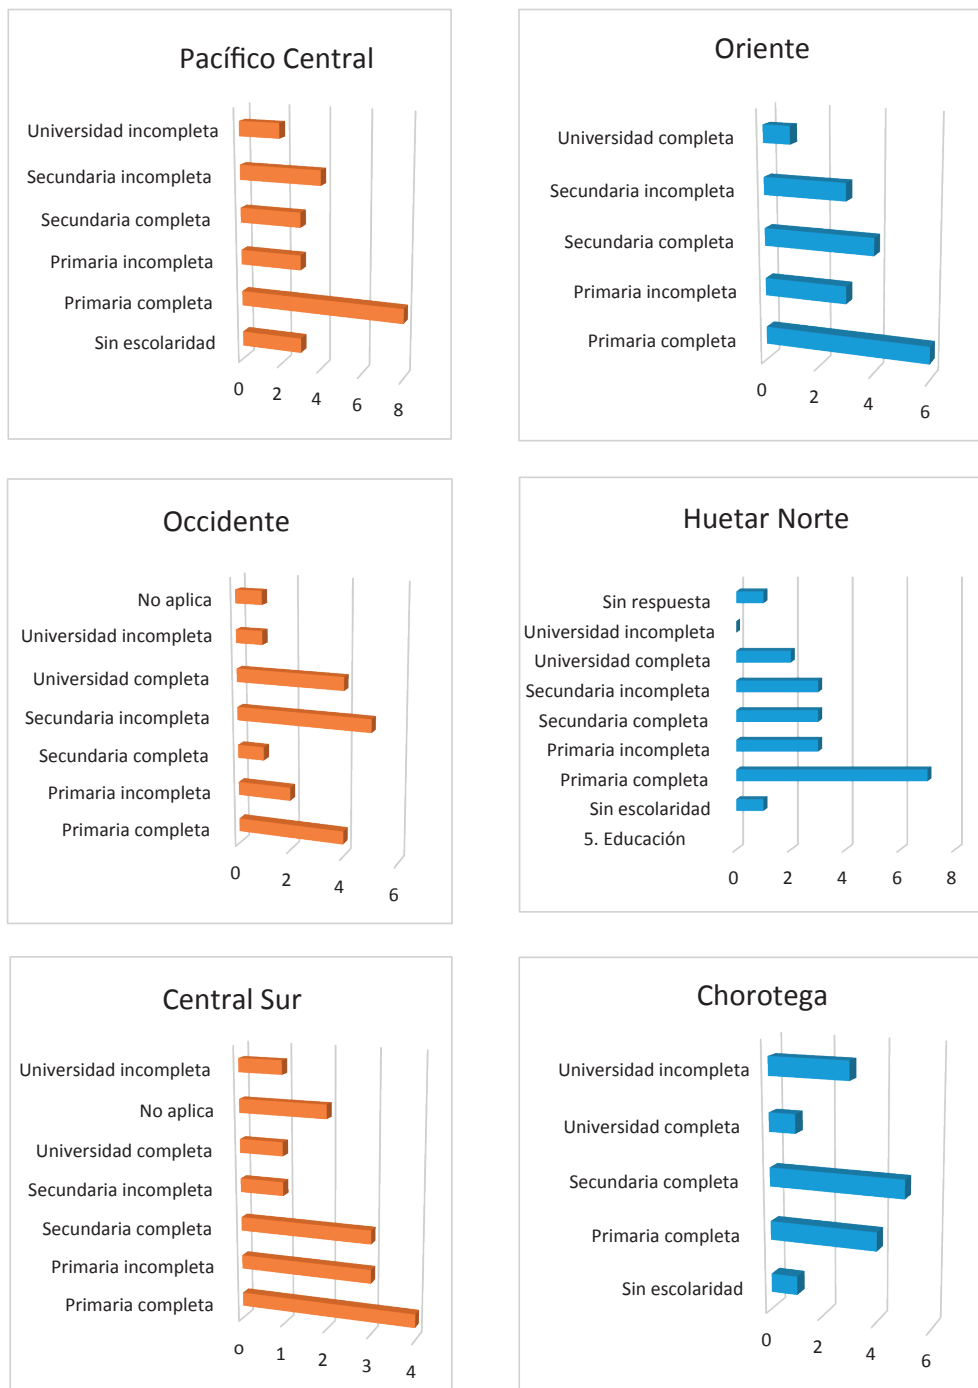 Pacífico Central
Universidad incompleta
Secundaria incompleta
Secundaria completa
Primaria incompleta
Primaria completa
Sin escolaridad
0 2 4 6 8
Oriente
Universidad completa
Secundaria incompleta
Secundaria completa
Primaria incompleta
Primaria completa
0 2 4 6
Occidente
No aplica
Universidad incompleta
Universidad completa
Secundaria incompleta
Secundaria completa
Primaria incompleta
Primaria completa
0 2 4 6
Huetar Norte
Sin respuesta
Universidad incompleta
Universidad completa
Secundaria incompleta
Secundaria completa
Primaria incompleta
Primaria completa
Sin escolaridad
5. Educación
0 2 4 6 8
Central Sur
Universidad incompleta
No aplica
Universidad completa
Secundaria incompleta
Secundaria completa
Primaria incompleta
Primaria completa
o 1 2 3 4
Chorotega
Universidad incompleta
Universidad completa
Secundaria completa
Primaria completa
Sin escolaridad
0 2 4 6